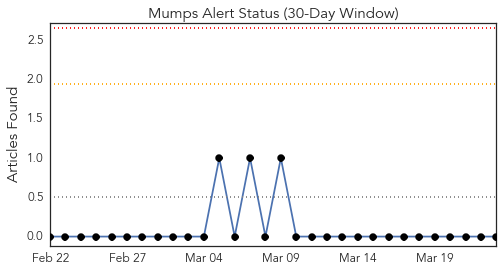 Mumps Alert Status (30-Day Window)
Articles Found
2.5
2.0
1.5
1.0
0.5
0.0
Feb 22 Feb 27 Mar 04 Mar 09 Mar 14 Mar 19